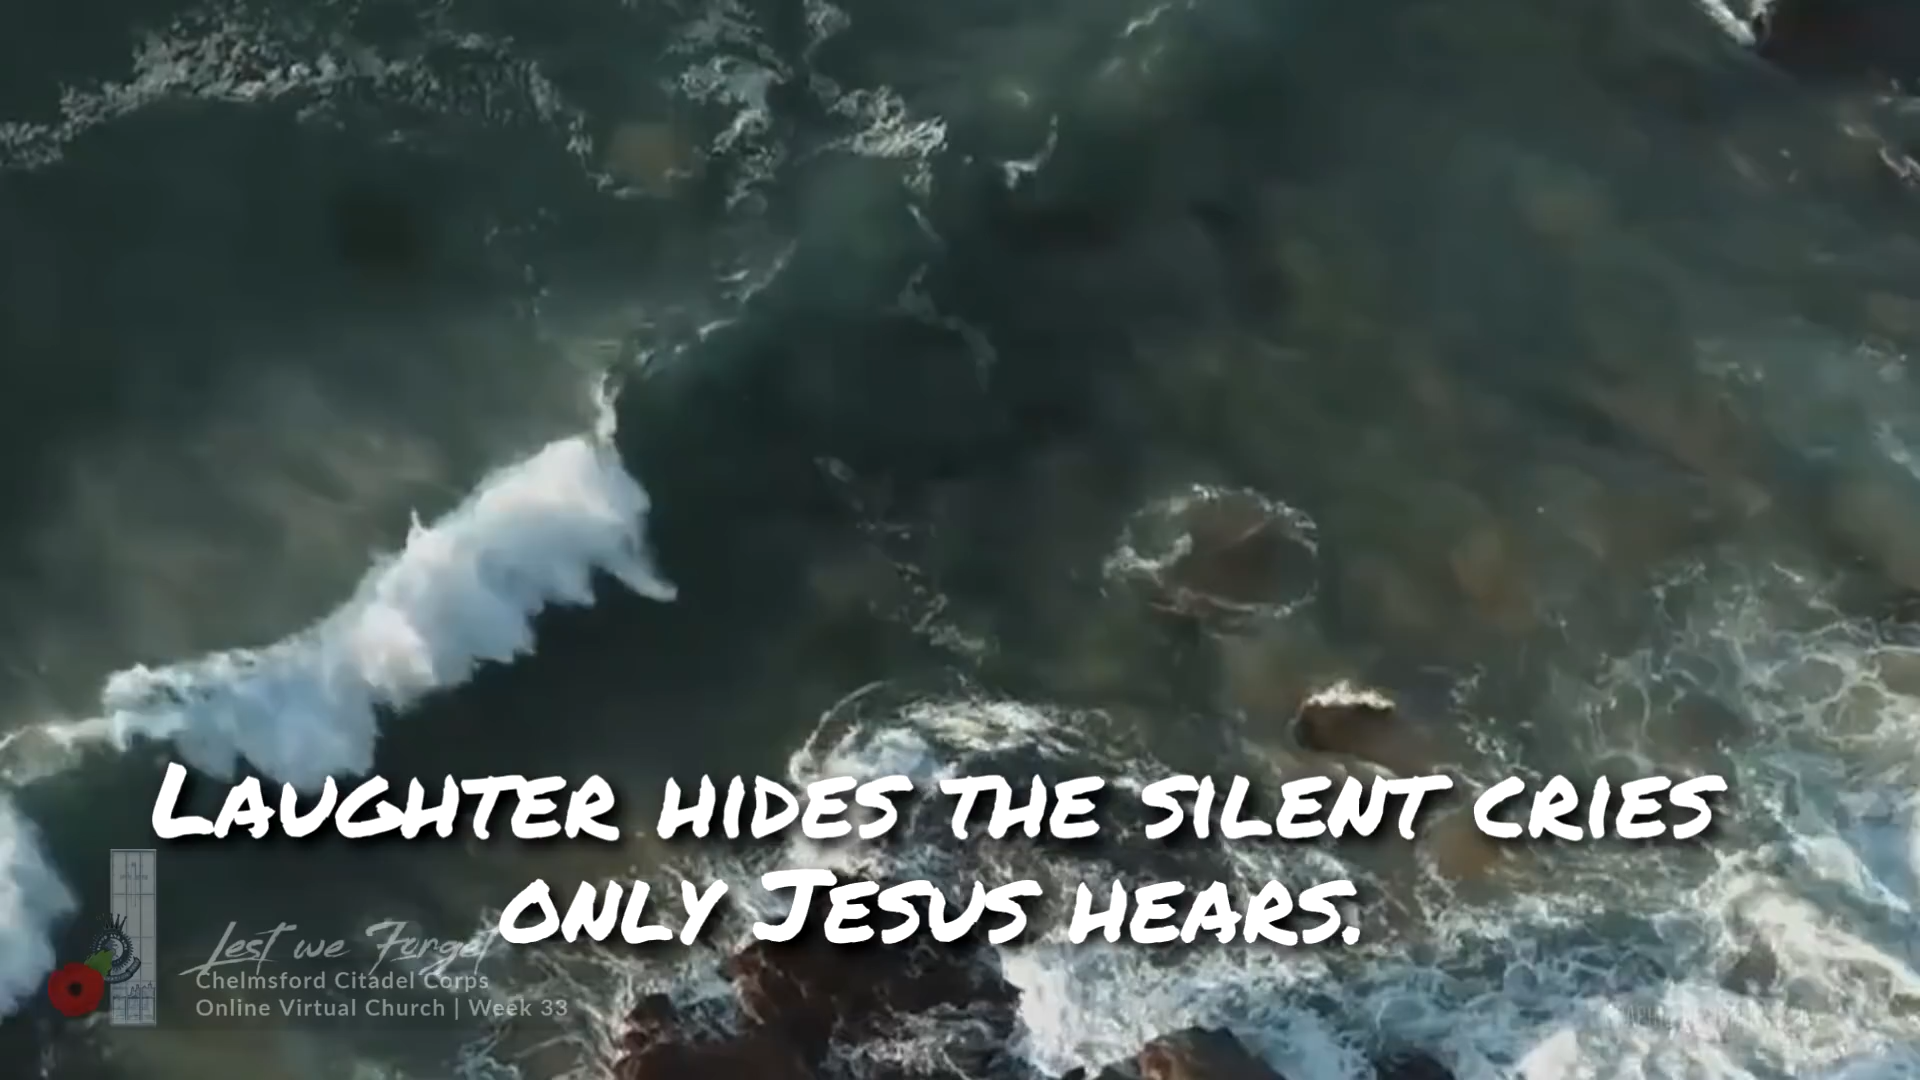 Laughter hides the silent cries
only Jesus hears.
Lest we Forget
Chelmsford Citadel Corps
Online Virtual Church | Week 33